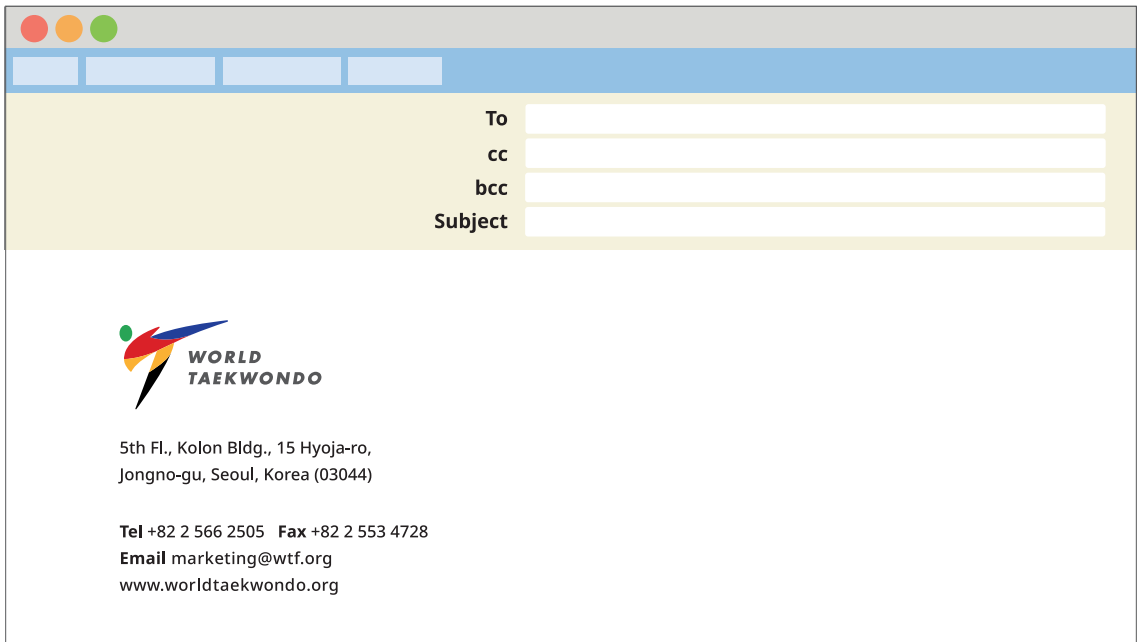 To
cc
bcc
Subject
WORLD
TAEKWONDO
5th Fl., Kolon Bldg., 15 Hyoja-ro,
Jongno-gu, Seoul, Korea (03044)
Tel +82 2 566 2505 Fax +82 2 553 4728
Email marketing@wtf.org
www.worldtaekwondo.org